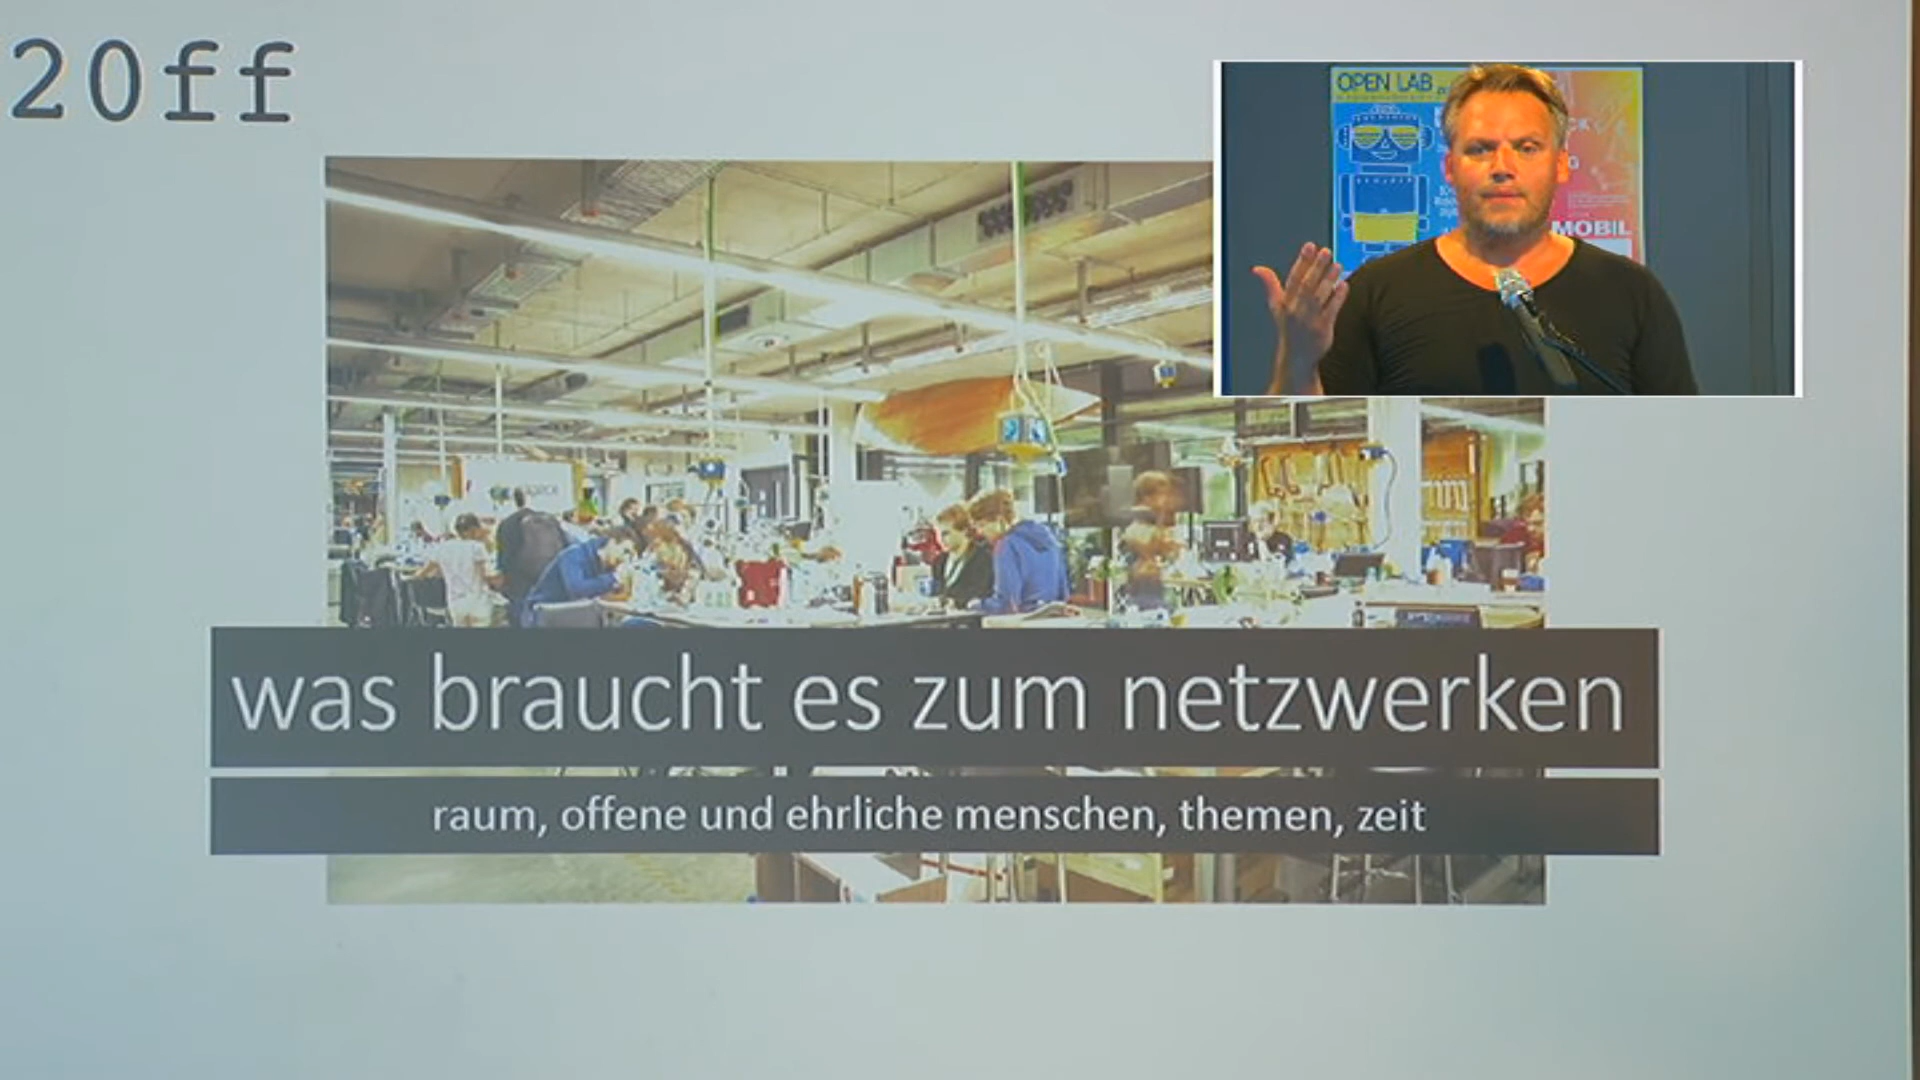 20ff
OPEN LAB
MOBIL
was braucht es zum netzwerken
raum, offene und ehrliche menschen, themen, zeit